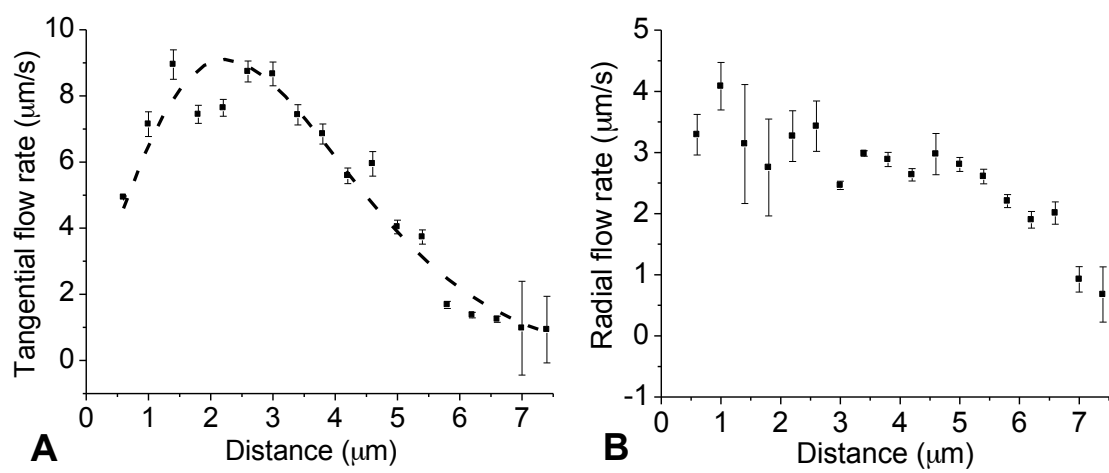 Tangential flow rate (μm/s)
10
8
6
4
2
0
0 1 2 3 4 5 6 7
Distance (μm)
A
Radial flow rate (μm/s)
5
4
3
2
1
0
-1
0 1 2 3 4 5 6 7
Distance (μm)
B